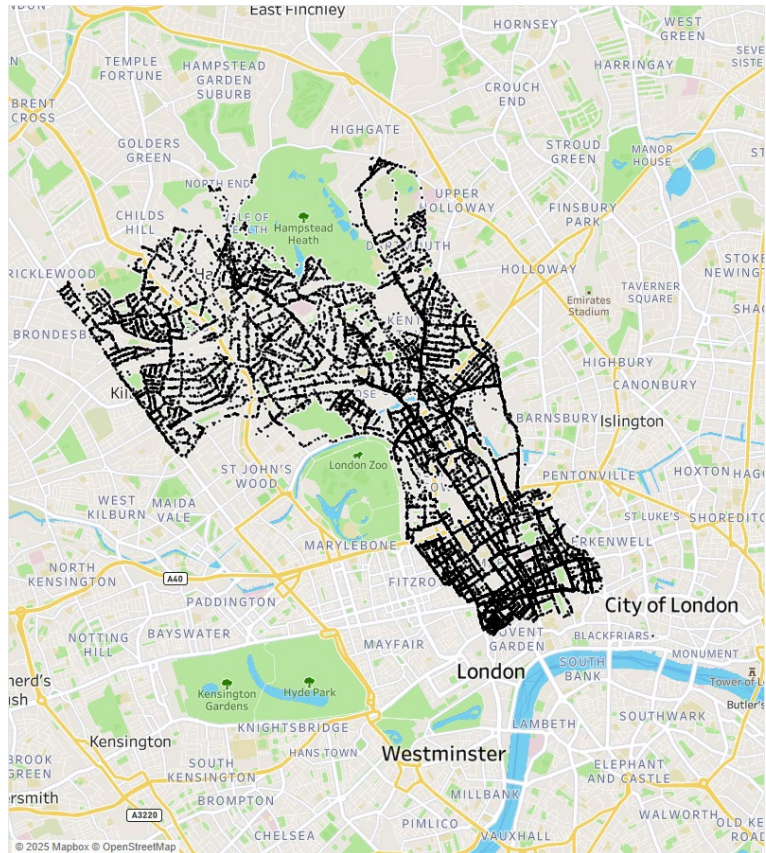 East Finchley
HORNSEY
WEST
GREEN
TEMPLE
FORTUNE
HAMPSTEAD
GARDEN
SUBURB
HARRINGAY
CROUCH
END
BRENT
CROSS
HIGHGATE
GOLDERS
GREEN
STROUD
GREEN
MANOR
HOUSE
NORTH END
UPPER
HOLLOWAY
CHILDS
HILL
FINSBURY
PARK
Hampstead
Heath
HOLLOWAY
STOKE
NEWING
TAVERNER
SQUARE
Emirates
Stadium
HIGHBURY
CANONBURY
BARNSBURY
Islington
ST JOHN'S
WOOD
London Zoo
PENTONVILLE
HOXTON
WEST
KILBURN
MAIDA
VALE
ST LUKE'S
SHOREDITC
MARYLEBONE
NORTH
KENSINGTON
A40
FITZRO
PADDINGTON
City of London
NOTTING
HILL
BAYSWATER
MAYFAIR
GARDEN
BLACKFRIARS
MONUMENT
London
SOUTH
BANK
Kensington
Gardens
Hyde Park
KNIGHTSBRIDGE
LAMBETH
SOUTHWARK
Kensington
HANS TOWN
Westminster
BROOK
GREEN
SOUTH
KENSINGTON
ELEPHANT
AND CASTLE
BROMPTON
MILLBANK
A3220
PIMLICO
WALWORTH
CHELSEA
VAUXHALL
© 2025 Mapbox © OpenStreetMap